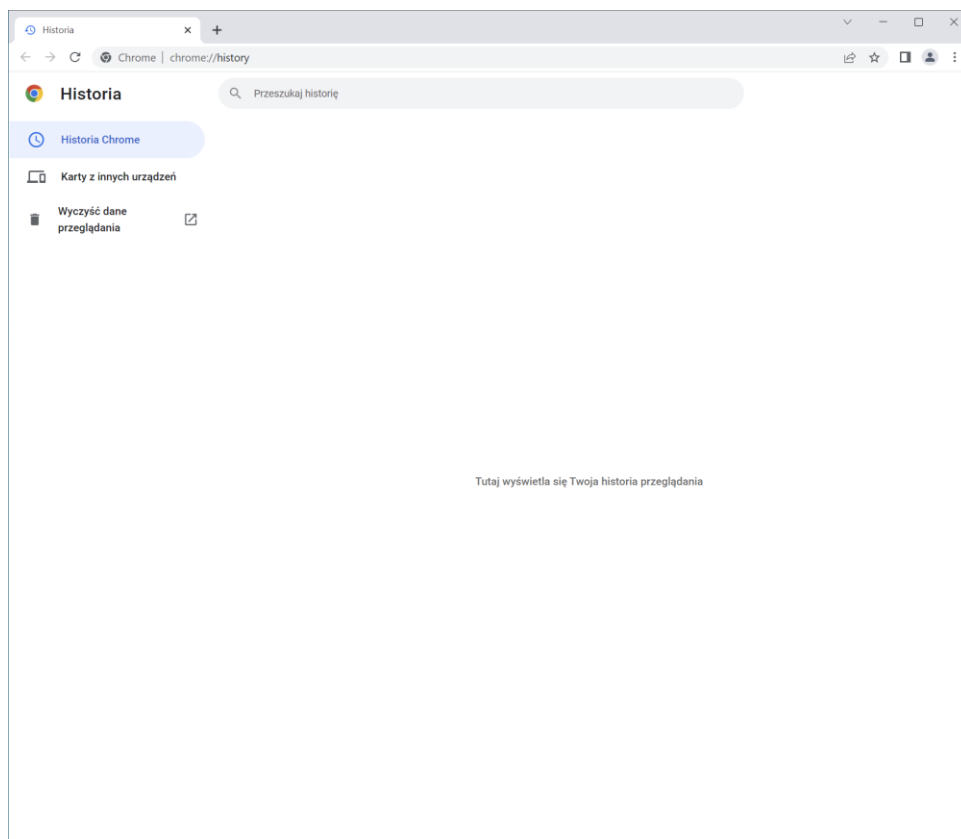 Historia
Chrome | chrome://history
Historia
Przeszukaj historię
Historia Chrome
Karty z innych urządzeń
Wyczyść dane
przeglądania
Tutaj wyświetla się Twoja historia przeglądania